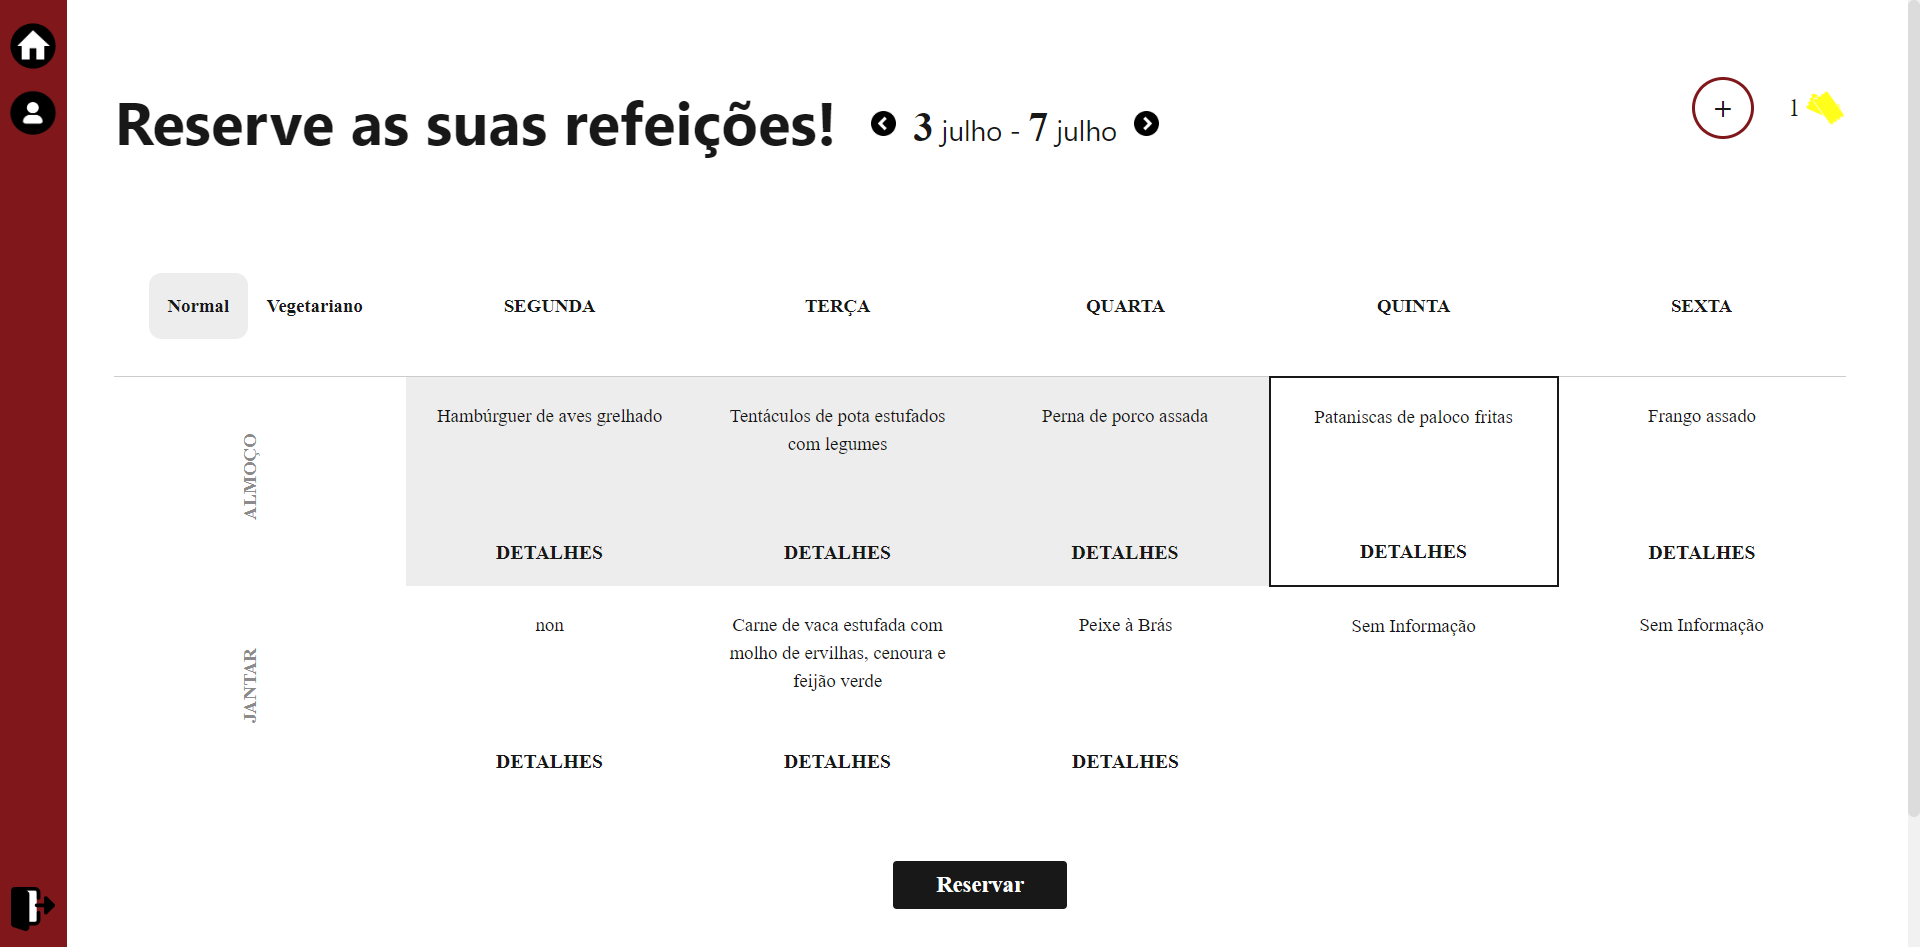 Reserve as suas refeições!
3 julho - 7 julho
+
1
Normal
Vegetariano
SEGUNDA
TERÇA
QUARTA
QUINTA
SEXTA
ALMOÇO
Hambúrguer de aves grelhado
DETALHES
Tentáculos de pota estufados
com legumes
DETALHES
Perna de porco assada
DETALHES
Pataniscas de paloco fritas
DETALHES
Frango assado
DETALHES
JANTAR
non
DETALHES
Carne de vaca estufada com
molho de ervilhas, cenoura e
feijão verde
DETALHES
Peixe à Brás
DETALHES
Sem Informação
Sem Informação
Reservar